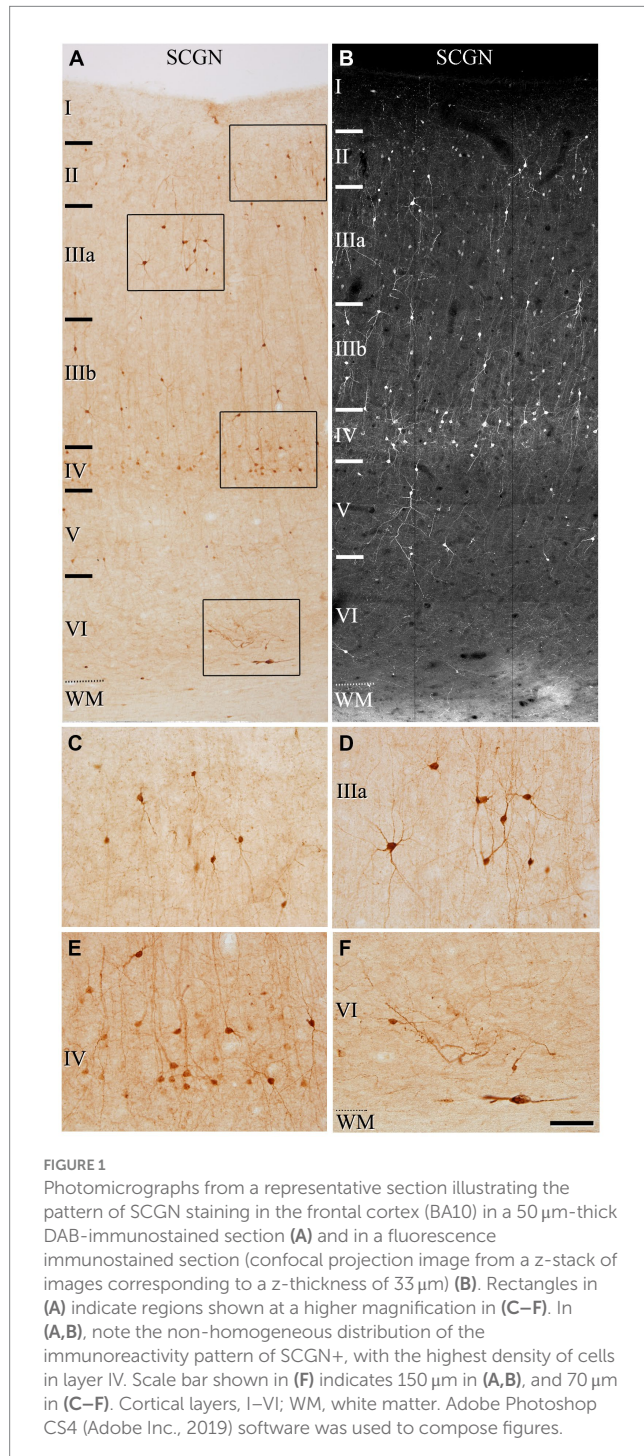 A
SCGN
I
II
IIIa
IIIb
IV
V
VI
WM
B
SCGN
I
II
IIIa
IIIb
IV
V
VI
WM
C
D
IIIa
E
IV
F
VI
WM
FIGURE 1
Photomicrographs from a representative section illustrating the
pattern of SCGN staining in the frontal cortex (BA10) in a 50 μm-thick
DAB-immunostained section (A) and in a fluorescence
immunostained section (confocal projection image from a z-stack of
images corresponding to a z-thickness of 33 μm) (B). Rectangles in
(A) indicate regions shown at a higher magnification in (C–F). In
(A,B), note the non-homogeneous distribution of the
immunoreactivity pattern of SCGN+, with the highest density of cells
in layer IV. Scale bar shown in (F) indicates 150 μm in (A,B), and 70 μm
in (C–F). Cortical layers, I–VI; WM, white matter. Adobe Photoshop
CS4 (Adobe Inc., 2019) software was used to compose figures.